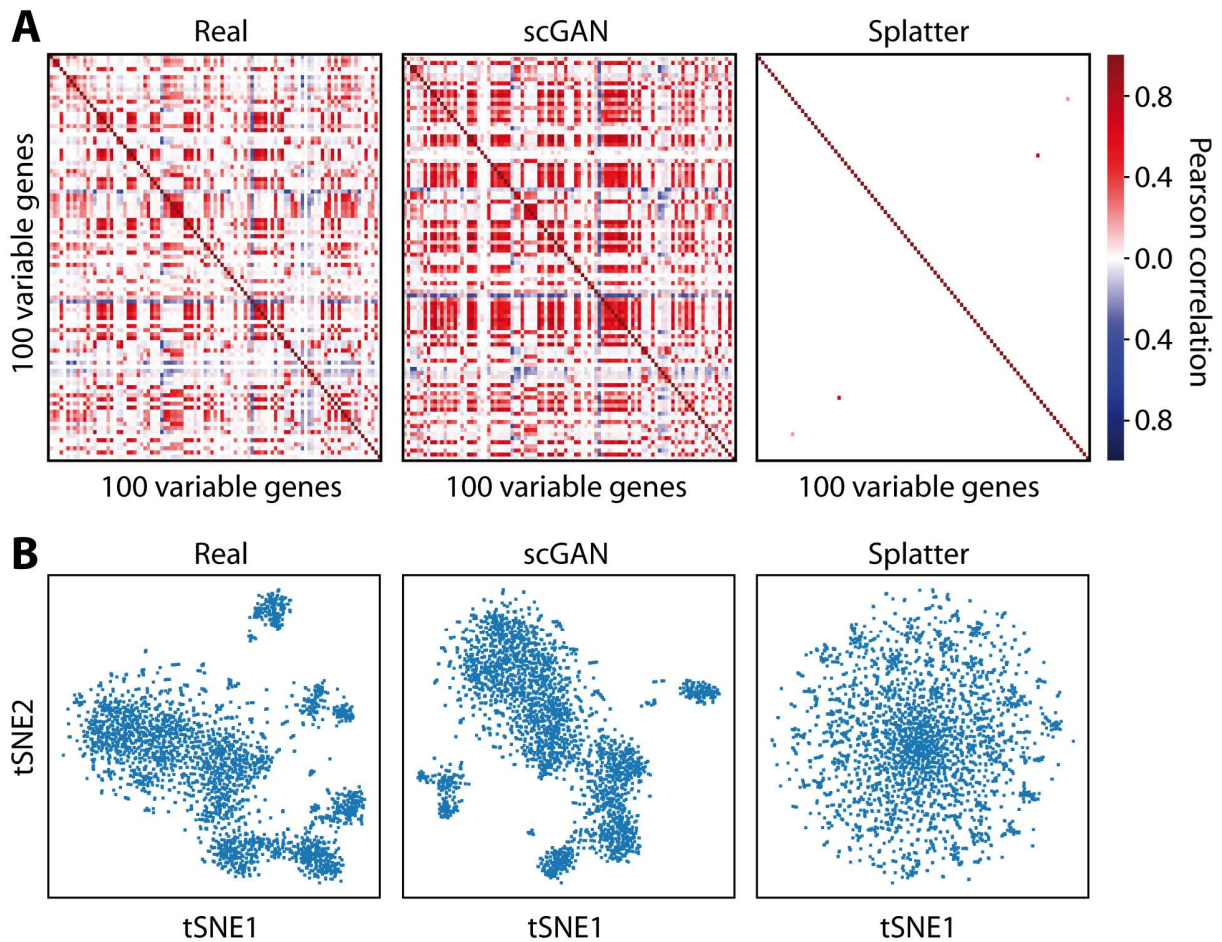 A
Real
scGAN
Splatter
100 variable genes
100 variable genes
100 variable genes
100 variable genes
0.8
0.4
0.0
0.4
0.8
Pearson correlation
B
Real
scGAN
Splatter
tSNE2
tSNE1
tSNE1
tSNE1